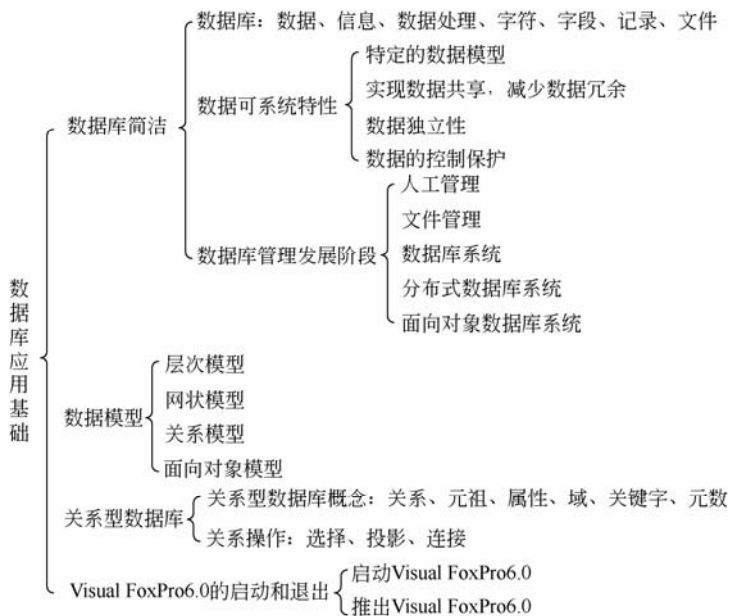 数据库应用基础
数据库简洁
数据库：数据、信息、数据处理、字符、字段、记录、文件
数据可系统特性
特定的数据模型
实现数据共享，减少数据冗余
数据独立性
数据的控制保护
数据库管理发展阶段
人工管理
文件管理
数据库系统
分布式数据库系统
面向对象数据库系统
数据模型
层次模型
网状模型
关系模型
面向对象模型
关系型数据库
关系型数据库概念：关系、元祖、属性、域、关键字、元数
关系操作：选择、投影、连接
Visual FoxPro6.0的启动和退出
启动Visual FoxPro6.0
推出Visual FoxPro6.0